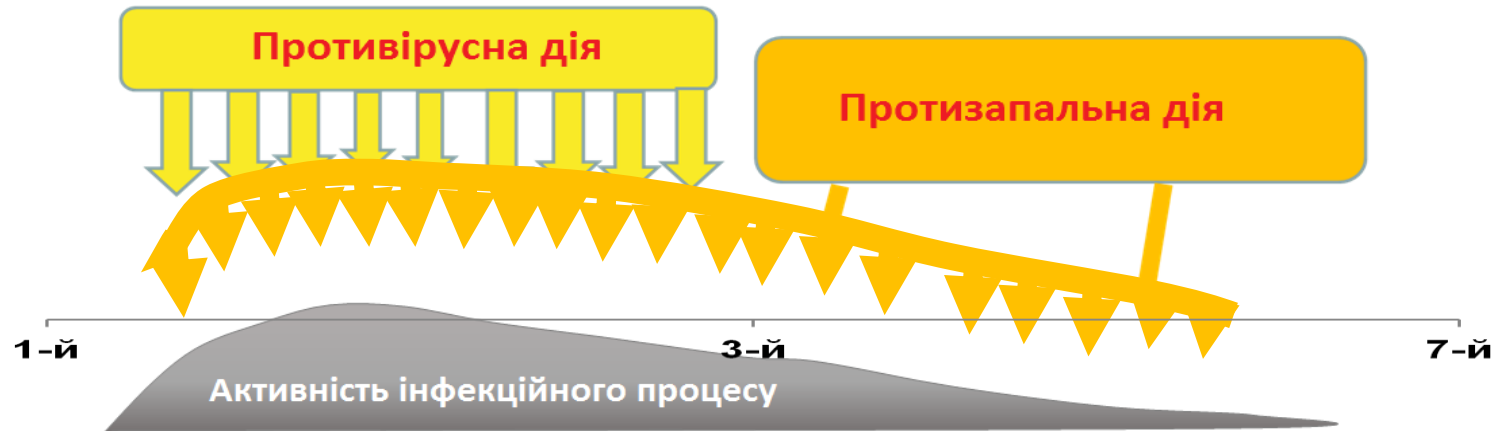 Противірусна дія
Протизапальна дія
1-й
3-й
7-й
Активність інфекційного процесу